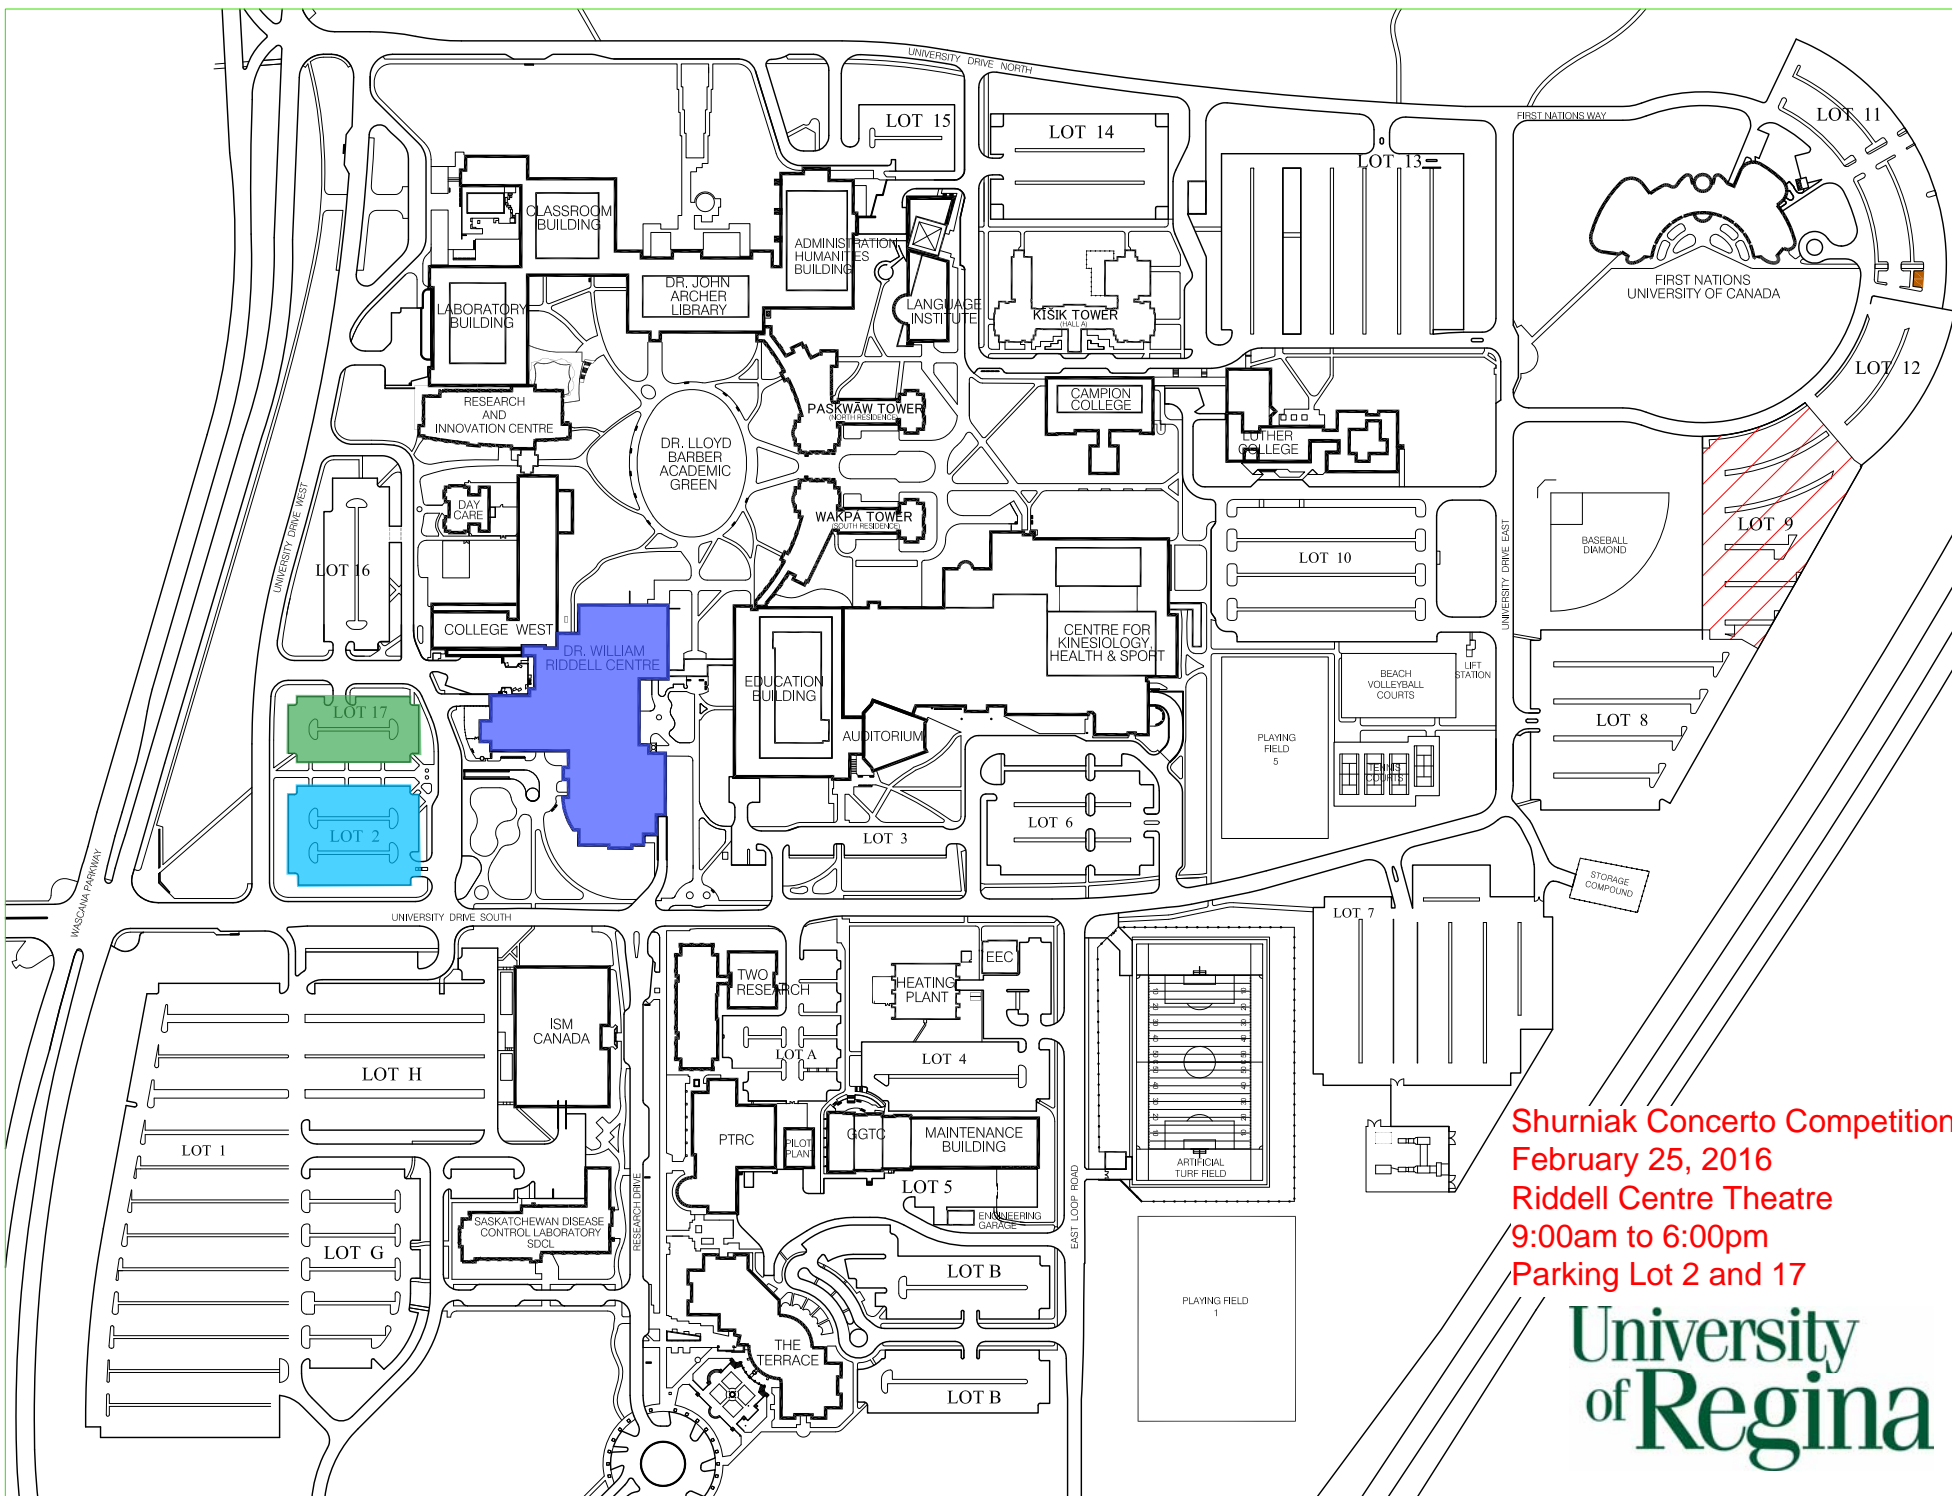 UNIVERSITY DRIVE NORTH
FIRST NATIONS WAY
LOT 11
LOT 15
LOT 14
LOT 13
CLASSROOM
BUILDING
ADMINISTRATION
HUMANITIES
BUILDING
DR. JOHN
ARCHER
LIBRARY
LABORATORY
BUILDING
LANGUAGE
INSTITUTE
KĪŠIK TOWER
(HALL A)
FIRST NATIONS
UNIVERSITY OF CANADA
LOT 12
RESEARCH
AND
INNOVATION CENTRE
PASKWĀW TOWER
(NORTH RESIDENCE)
CAMPION
COLLEGE
LUTHER
COLLEGE
DR. LLOYD
BARBER
ACADEMIC
GREEN
DAY
CARE
WAKPÁ TOWER
(SOUTH RESIDENCE)
UNIVERSITY DRIVE WEST
LOT 16
LOT 10
UNIVERSITY DRIVE EAST
BASEBALL
DIAMOND
LOT 9
COLLEGE WEST
DR. WILLIAM
RIDDELL CENTRE
CENTRE FOR
KINESIOLOGY,
HEALTH & SPORT
EDUCATION
BUILDING
AUDITORIUM
BEACH
VOLLEYBALL
COURTS
LIFT
STATION
LOT 8
LOT 17
PLAYING
FIELD
5
TENNIS
COURTS
LOT 2
LOT 3
LOT 6
WASCANA PARKWAY
STORAGE
COMPOUND
UNIVERSITY DRIVE SOUTH
LOT 7
TWO
RESEARCH
HEATING
PLANT
EEC
ISM
CANADA
LOT A
LOT 4
LOT H
LOT 1
PTRC
PILOT
PLANT
GGTC
MAINTENANCE
BUILDING
ARTIFICIAL
TURF FIELD
LOT 5
ENGINEERING
GARAGE
EAST LOOP ROAD
RESEARCH DRIVE
SASKATCHEWAN DISEASE
CONTROL LABORATORY
SDCL
LOT G
LOT B
PLAYING FIELD
1
THE
TERRACE
LOT B
Shurniak Concerto Competition
February 25, 2016
Riddell Centre Theatre
9:00am to 6:00pm
Parking Lot 2 and 17
University
of Regina